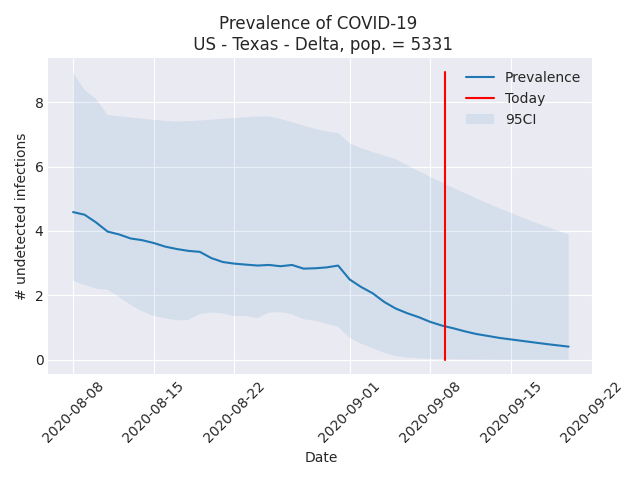 Prevalence of COVID-19
US - Texas - Delta, pop. = 5331
Prevalence
Today
95CI
# undetected infections
8
6
4
2
0
2020-08-08
2020-08-15
2020-08-22
2020-09-01
2020-09-08
2020-09-15
2020-09-22
Date